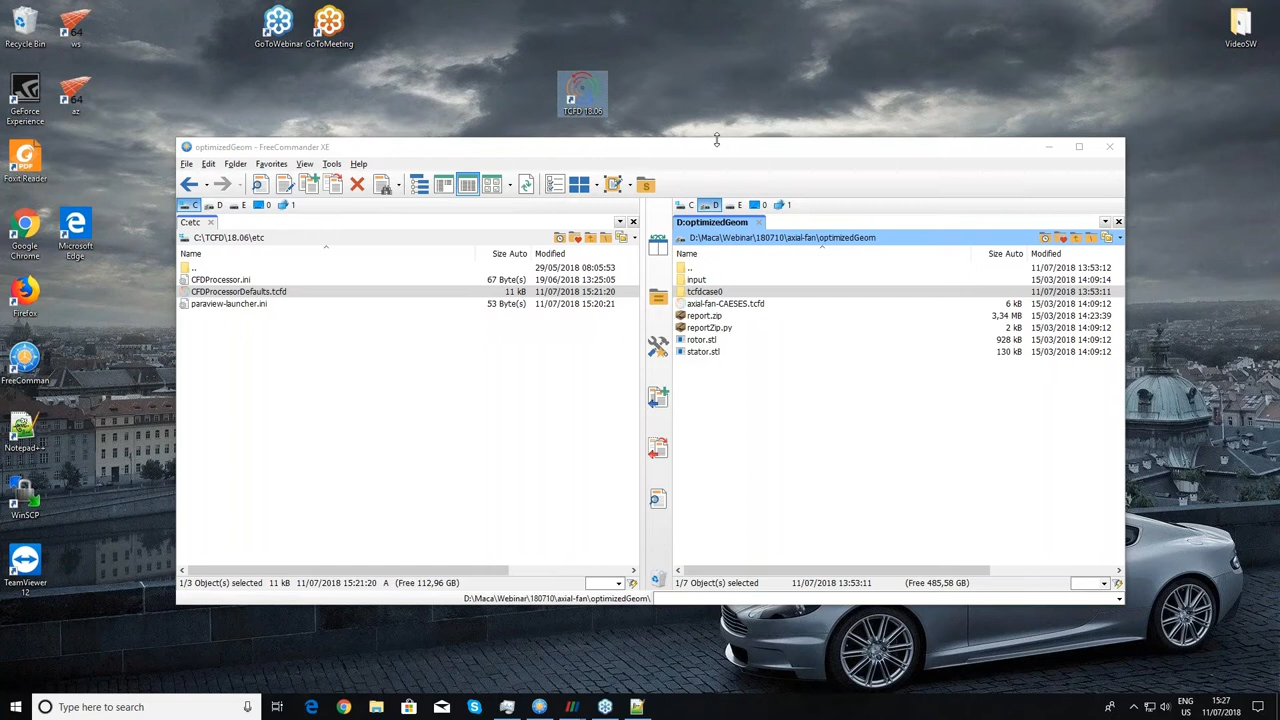 Recycle Bin
64
ws
GoToWebinar
GoToMeeting
VideoSW
GeForce
Experience
64
az
TCFD 18.06
Foxit Reader
Google
Chrome
Microsoft
Edge
Firefox
FreeComman
Notepad++
WinSCP
TeamViewer
12
optimizedGeom - FreeCommander XE
File Edit Folder Favorites View Tools Help
S
C D E 0 1
C:etc
C:\TCFD\18.06\etc
Name Size Auto Modified
.. 29/05/2018 08:05:53
CFDProcessor.ini 67 Byte(s) 19/06/2018 13:25:05
CFDProcessorDefaults.tcfd 11 kB 11/07/2018 15:21:20
paraview-launcher.ini 53 Byte(s) 11/07/2018 15:20:21
1/3 Object(s) selected 11 kB 11/07/2018 15:21:20 A (Free 112,96 GB)
C D E 0 1
D:optimizedGeom
D:\Maca\Webinar\180710\axial-fan\optimizedGeom
Name Size Auto Modified
.. 11/07/2018 13:53:12
input 15/03/2018 14:09:14
tcfdcase0 11/07/2018 13:53:11
axial-fan-CAESES.tcfd 6 kB 15/03/2018 14:09:12
report.zip 3,34 MB 15/03/2018 14:23:39
reportZip.py 2 kB 15/03/2018 14:09:12
rotor.stl 928 kB 15/03/2018 14:09:12
stator.stl 130 kB 15/03/2018 14:09:12
1/7 Object(s) selected 11/07/2018 13:53:11 (Free 485,58 GB)
D:\Maca\Webinar\180710\axial-fan\optimizedGeom\
Type here to search
ENG
US
15:27
11/07/2018